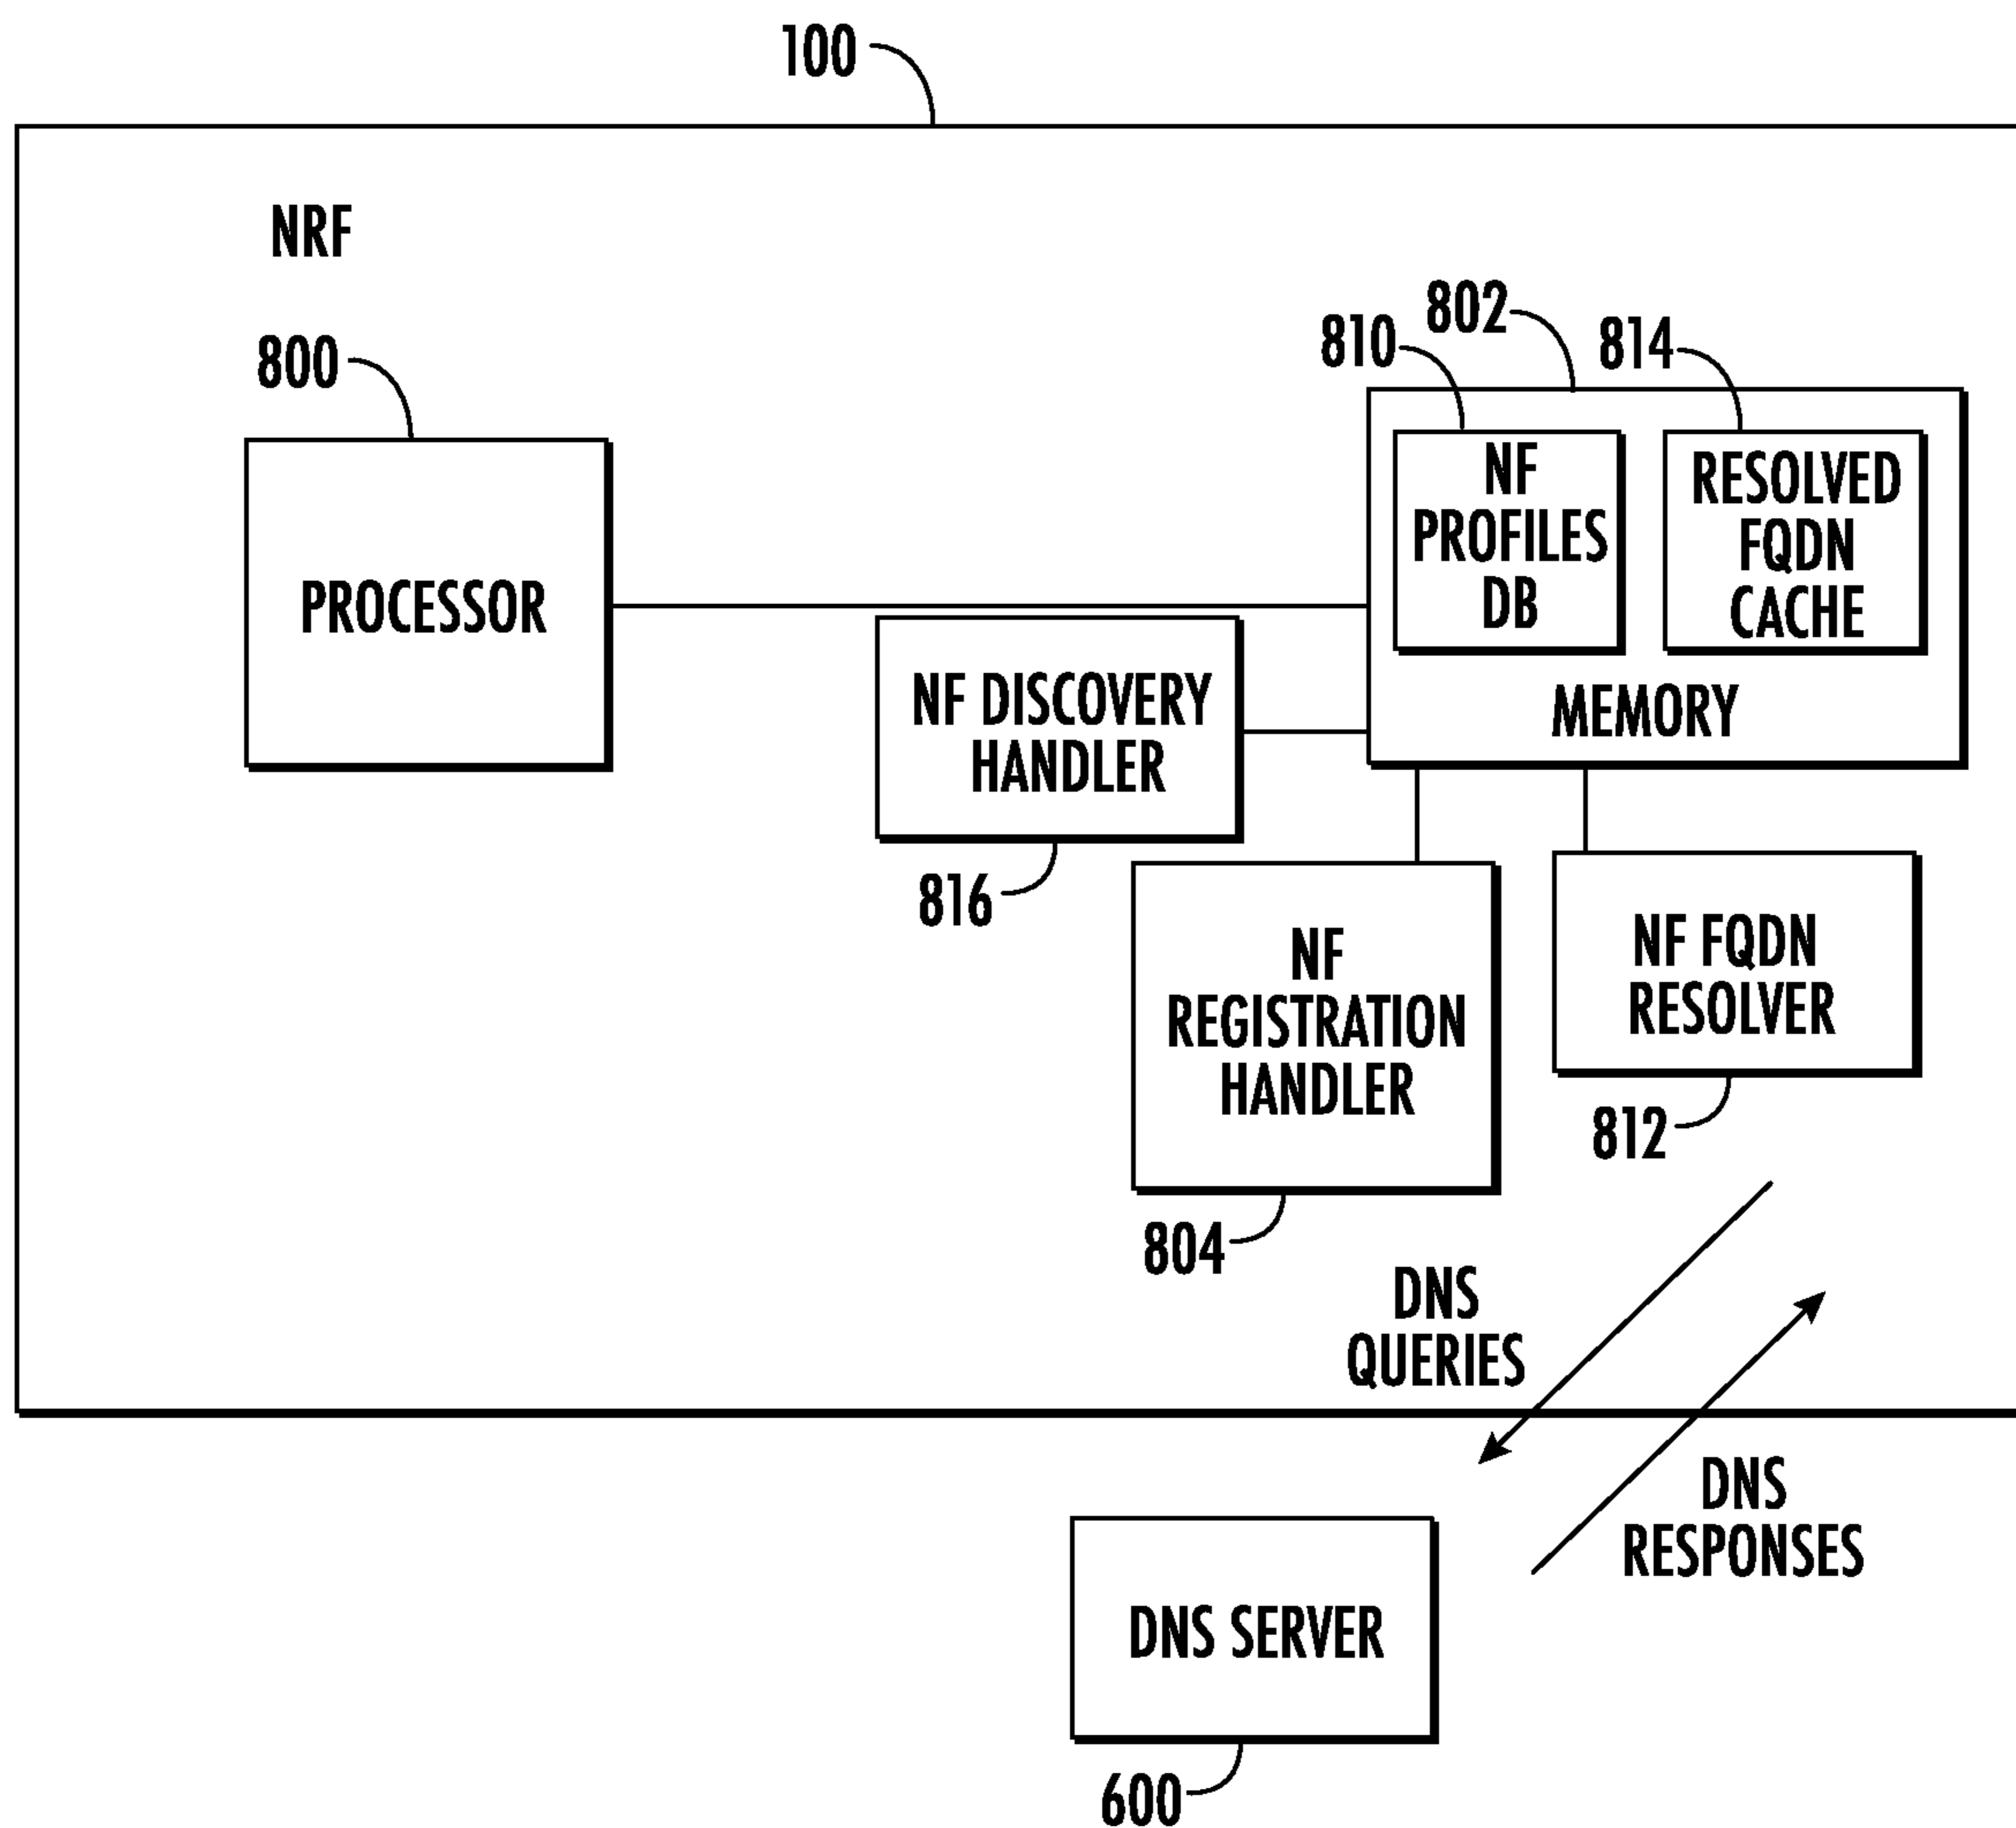 100
NRF
802
810
814
800
NF
PROFILES
DB
RESOLVED
FQDN
CACHE
PROCESSOR
MEMORY
NF DISCOVERY
HANDLER
816
NF
REGISTRATION
HANDLER
NF FQDN
RESOLVER
812
804
DNS
QUERIES
DNS
RESPONSES
DNS SERVER
600